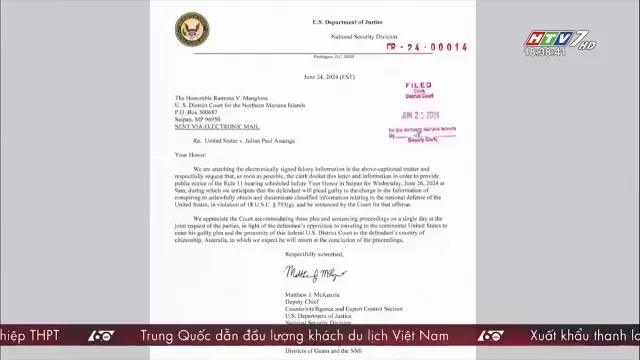 U.S. Department of Justice
National Security Division
CR-24-00014
Washington, D.C. 20530
HTV7 HD
18:38:41
June 24, 2024 (EST)
FILED
Clerk
District Court
JUN 25 2024
for the Northern Mariana Islands
By
(Deputy Clerk)
The Honorable Ramona V. Manglona
U. S. District Court for the Northern Mariana Islands
P.O. Box 500687
Saipan, MP 96950
SENT VIA ELECTRONIC MAIL
Re: United States v. Julian Paul Assange
Your Honor:
We are attaching the electronically signed felony Information in the above-captioned matter and
respectfully request that, as soon as possible, the clerk docket this letter and information in order to provide
public notice of the Rule 11 hearing scheduled before Your Honor in Saipan for Wednesday, June 26, 2024 at
9am, during which we anticipate that the defendant will plead guilty to the charge in the Information of
conspiring to unlawfully obtain and disseminate classified information relating to the national defense of the
United States, in violation of 18 U.S.C. § 793(g), and be sentenced by the Court for that offense.
We appreciate the Court accommodating these plea and sentencing proceedings on a single day at the
joint request of the parties, in light of the defendant's opposition to traveling to the continental United States to
enter his guilty plea and the proximity of this federal U.S. District Court to the defendant's country of
citizenship, Australia, to which we expect he will return at the conclusion of the proceedings.
Respectfully submitted,
Matthew J. McKenzie
Deputy Chief
Counterintelligence and Export Control Section
U.S. Department of Justice
National Security Division
hiệp THPT 60 Trung Quốc dẫn đầu lượng khách du lịch Việt Nam 60 Xuất khẩu thanh lo
Districts of Guam and the NMI